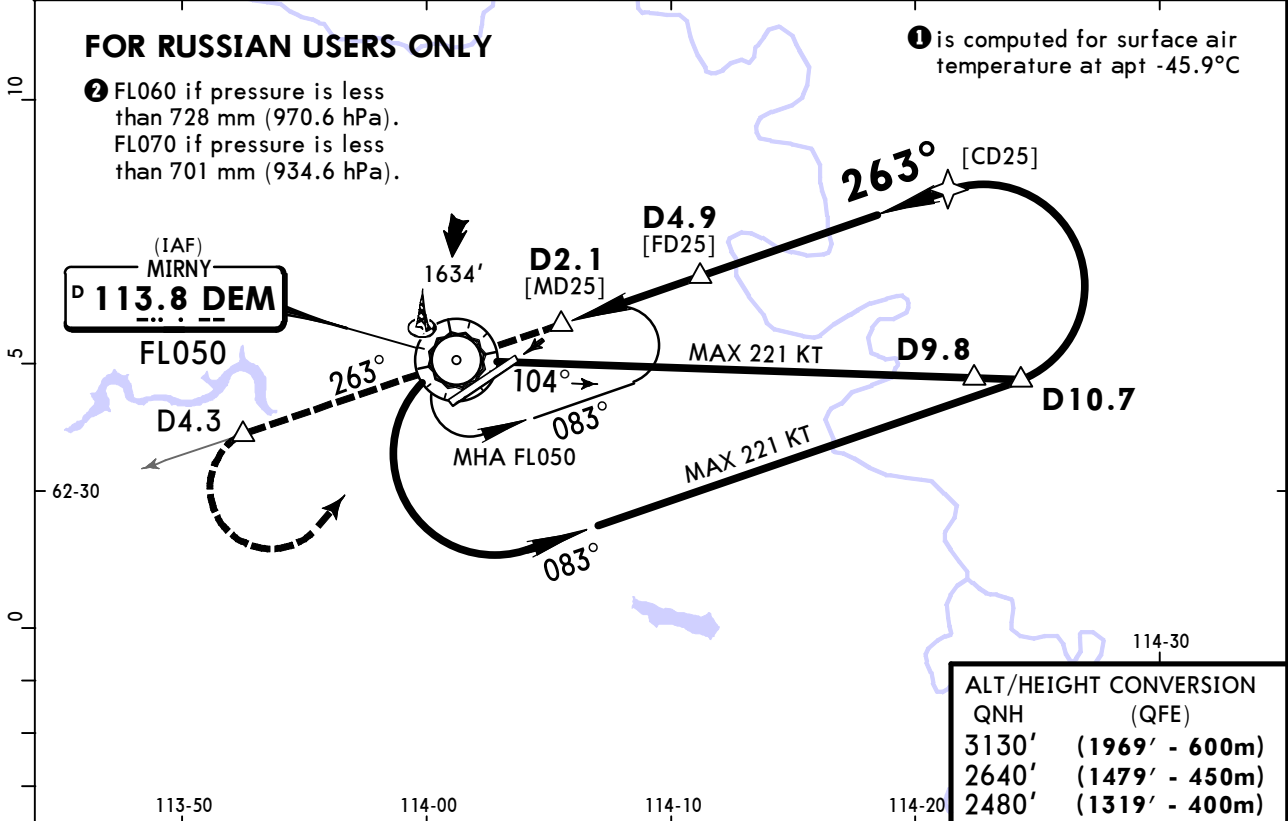 FOR RUSSIAN USERS ONLY
❷ FL060 if pressure is less
than 728 mm (970.6 hPa).
FL070 if pressure is less
than 701 mm (934.6 hPa).
❶ is computed for surface air
temperature at apt -45.9°C
10
263°
[CD25]
D4.9
[FD25]
(IAF)
MIRNY
D 113.8 DEM
FL050
1634'
D2.1
[MD25]
5
263°
MAX 221 KT
D9.8
104°
D10.7
D4.3
083°
MHA FL050
MAX 221 KT
62-30
083°
0
114-30
ALT/HEIGHT CONVERSION
QNH (QFE)
3130' (1969' - 600m)
2640' (1479' - 450m)
2480' (1319' - 400m)
113-50
114-00
114-10
114-20